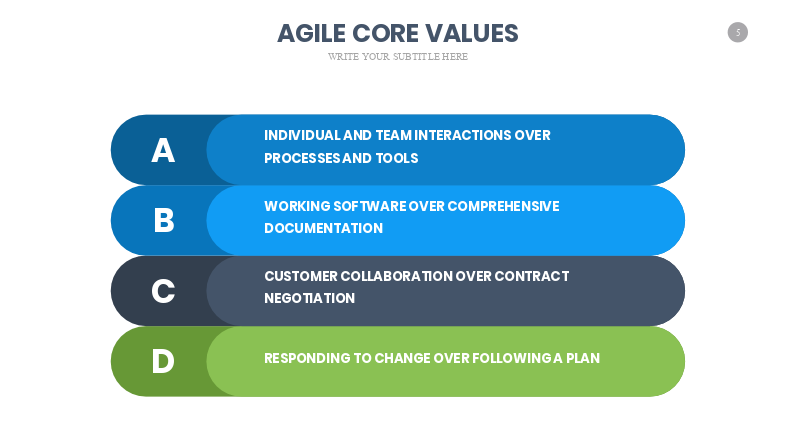 AGILE CORE VALUES
5
WRITE YOUR SUBTITLE HERE
A
INDIVIDUAL AND TEAM INTERACTIONS OVER
PROCESSES AND TOOLS
B
WORKING SOFTWARE OVER COMPREHENSIVE
DOCUMENTATION
C
CUSTOMER COLLABORATION OVER CONTRACT
NEGOTIATION
D
RESPONDING TO CHANGE OVER FOLLOWING A PLAN